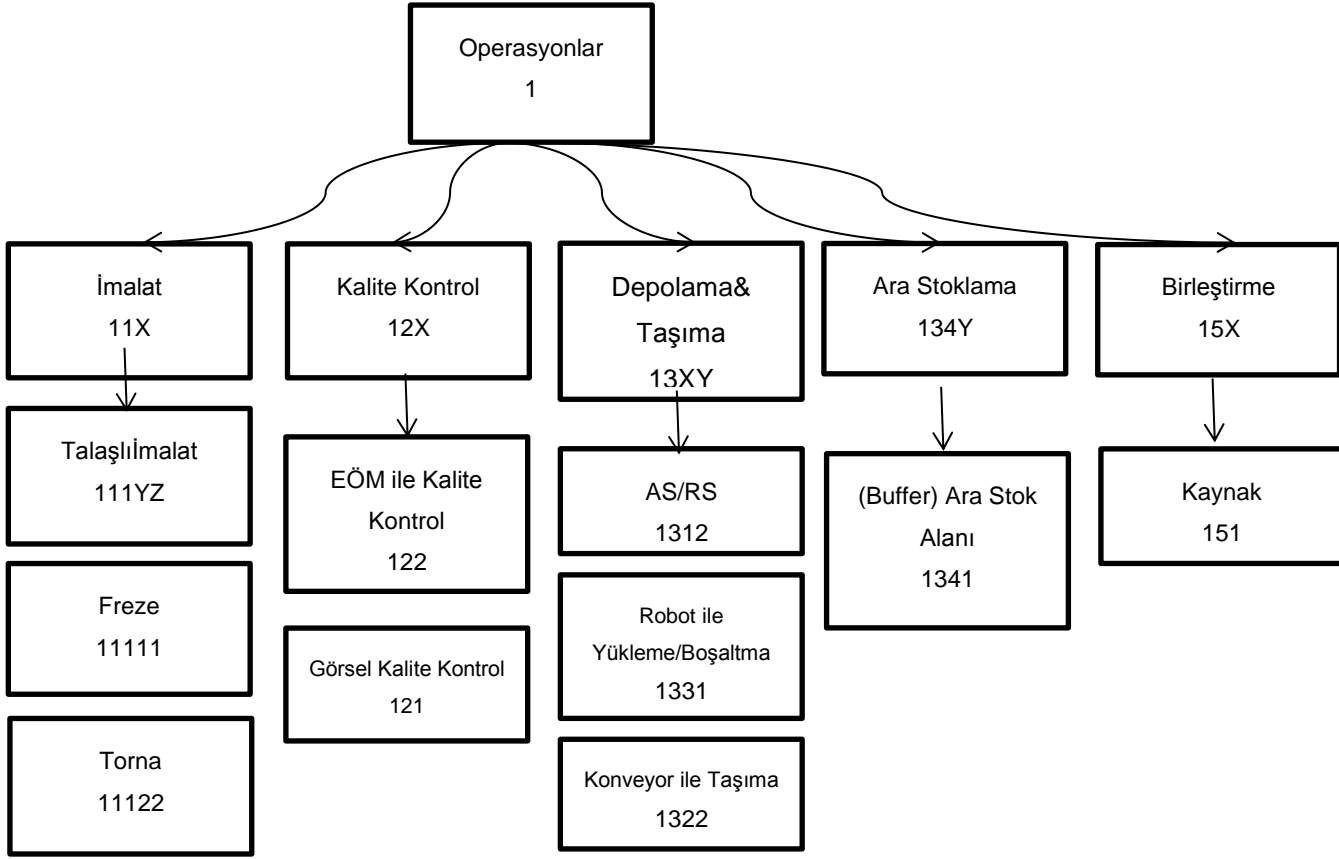 Operasyonlar
1
İmalat
11X
Kalite Kontrol
12X
Depolama&
Taşıma
13XY
Ara Stoklama
134Y
Birleştirme
15X
Talaşlıİmalat
111YZ
Freze
11111
Torna
11122
EÖM ile Kalite
Kontrol
122
Görsel Kalite Kontrol
121
AS/RS
1312
Robot ile
Yükleme/Boşaltma
1331
Konveyor ile Taşıma
1322
(Buffer) Ara Stok
Alanı
1341
Kaynak
151